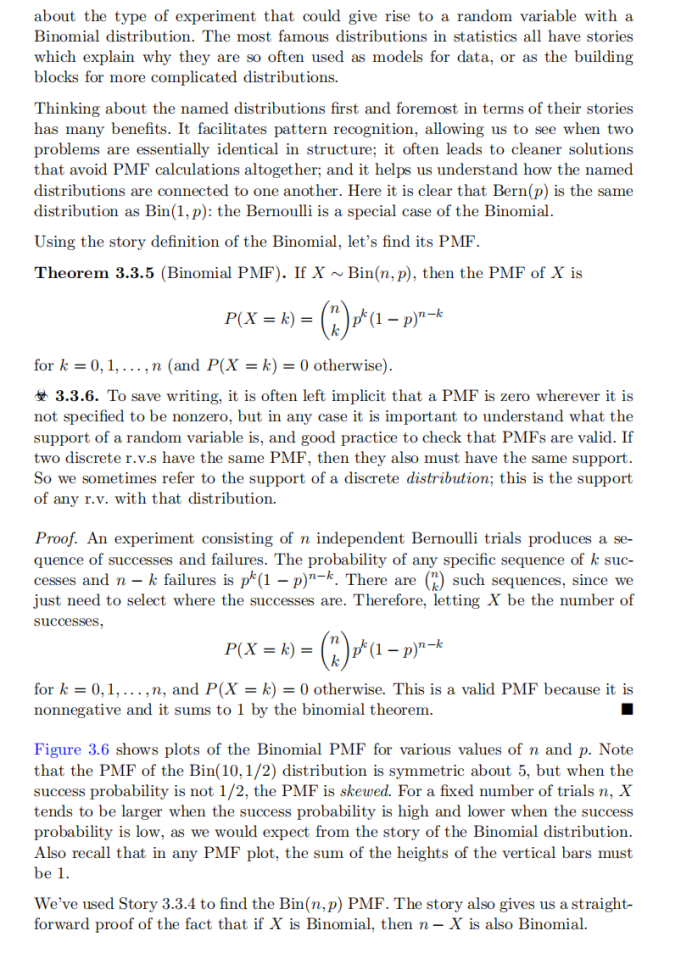 about the type of experiment that could give rise to a random variable with a
Binomial distribution. The most famous distributions in statistics all have stories
which explain why they are so often used as models for data, or as the building
blocks for more complicated distributions.
Thinking about the named distributions first and foremost in terms of their stories
has many benefits. It facilitates pattern recognition, allowing us to see when two
problems are essentially identical in structure; it often leads to cleaner solutions
that avoid PMF calculations altogether; and it helps us understand how the named
distributions are connected to one another. Here it is clear that Bern(p) is the same
distribution as Bin(1, p): the Bernoulli is a special case of the Binomial.
Using the story definition of the Binomial, let's find its PMF.
Theorem 3.3.5 (Binomial PMF). If X ∼ Bin(n, p), then the PMF of X is
P(X = k) = \binom{n}{k} p^k (1 − p)^{n−k}
for k = 0, 1, . . . , n (and P(X = k) = 0 otherwise).
☣ 3.3.6. To save writing, it is often left implicit that a PMF is zero wherever it is
not specified to be nonzero, but in any case it is important to understand what the
support of a random variable is, and good practice to check that PMFs are valid. If
two discrete r.v.s have the same PMF, then they also must have the same support.
So we sometimes refer to the support of a discrete distribution; this is the support
of any r.v. with that distribution.
Proof. An experiment consisting of n independent Bernoulli trials produces a se-
quence of successes and failures. The probability of any specific sequence of k suc-
cesses and n − k failures is p^k (1 − p)^{n−k}. There are \binom{n}{k} such sequences, since we
just need to select where the successes are. Therefore, letting X be the number of
successes,
P(X = k) = \binom{n}{k} p^k (1 − p)^{n−k}
for k = 0, 1, . . . , n, and P(X = k) = 0 otherwise. This is a valid PMF because it is
nonnegative and it sums to 1 by the binomial theorem. ■
Figure 3.6 shows plots of the Binomial PMF for various values of n and p. Note
that the PMF of the Bin(10, 1/2) distribution is symmetric about 5, but when the
success probability is not 1/2, the PMF is skewed. For a fixed number of trials n, X
tends to be larger when the success probability is high and lower when the success
probability is low, as we would expect from the story of the Binomial distribution.
Also recall that in any PMF plot, the sum of the heights of the vertical bars must
be 1.
We've used Story 3.3.4 to find the Bin(n, p) PMF. The story also gives us a straight-
forward proof of the fact that if X is Binomial, then n − X is also Binomial.